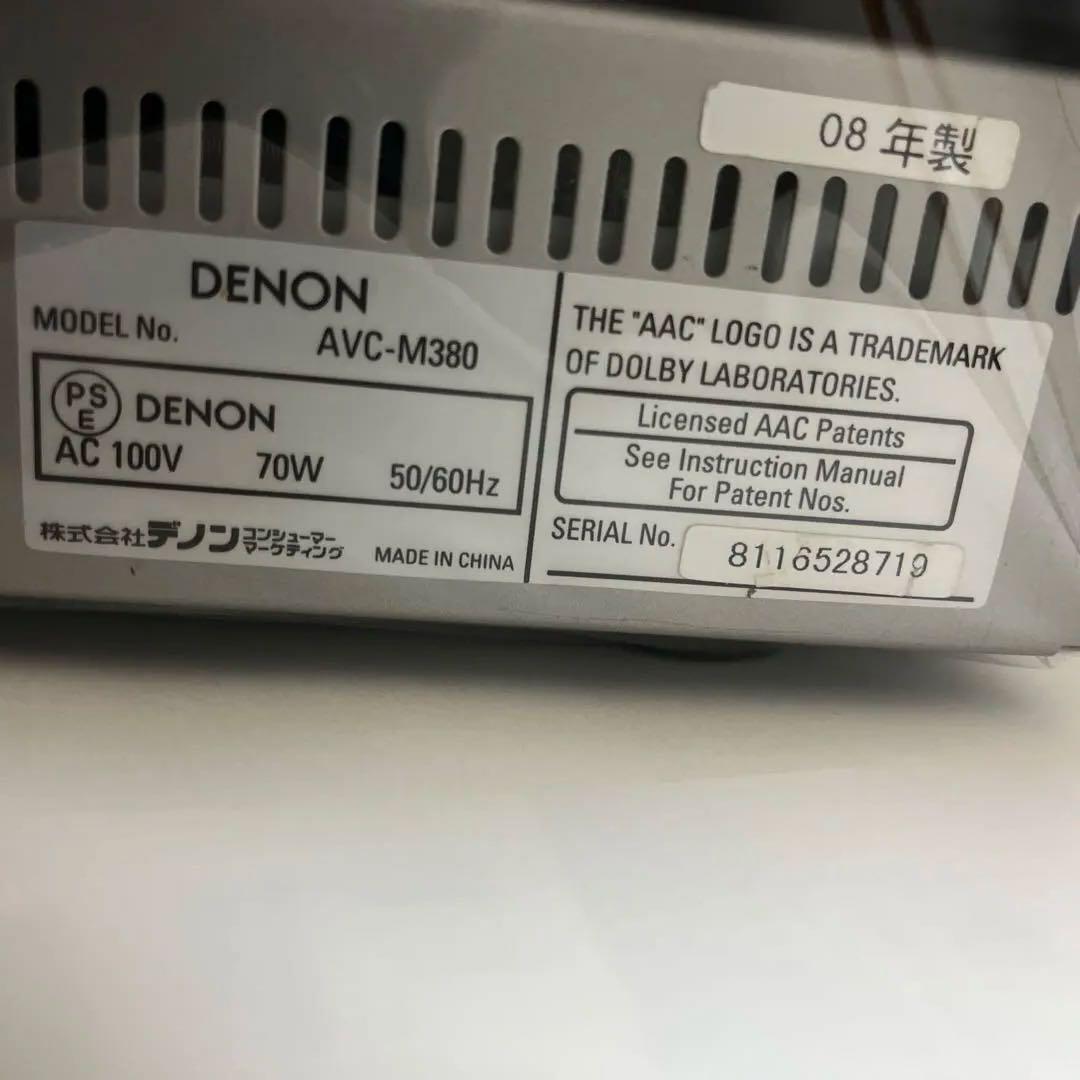 08 年製
DENON
MODEL No. AVC-M380
PS
E
DENON
AC 100V 70W 50/60Hz
株式会社デノン コンシューマー
マーケティング
MADE IN CHINA
THE "AAC" LOGO IS A TRADEMARK
OF DOLBY LABORATORIES.
Licensed AAC Patents
See Instruction Manual
For Patent Nos.
SERIAL No. 8116528719